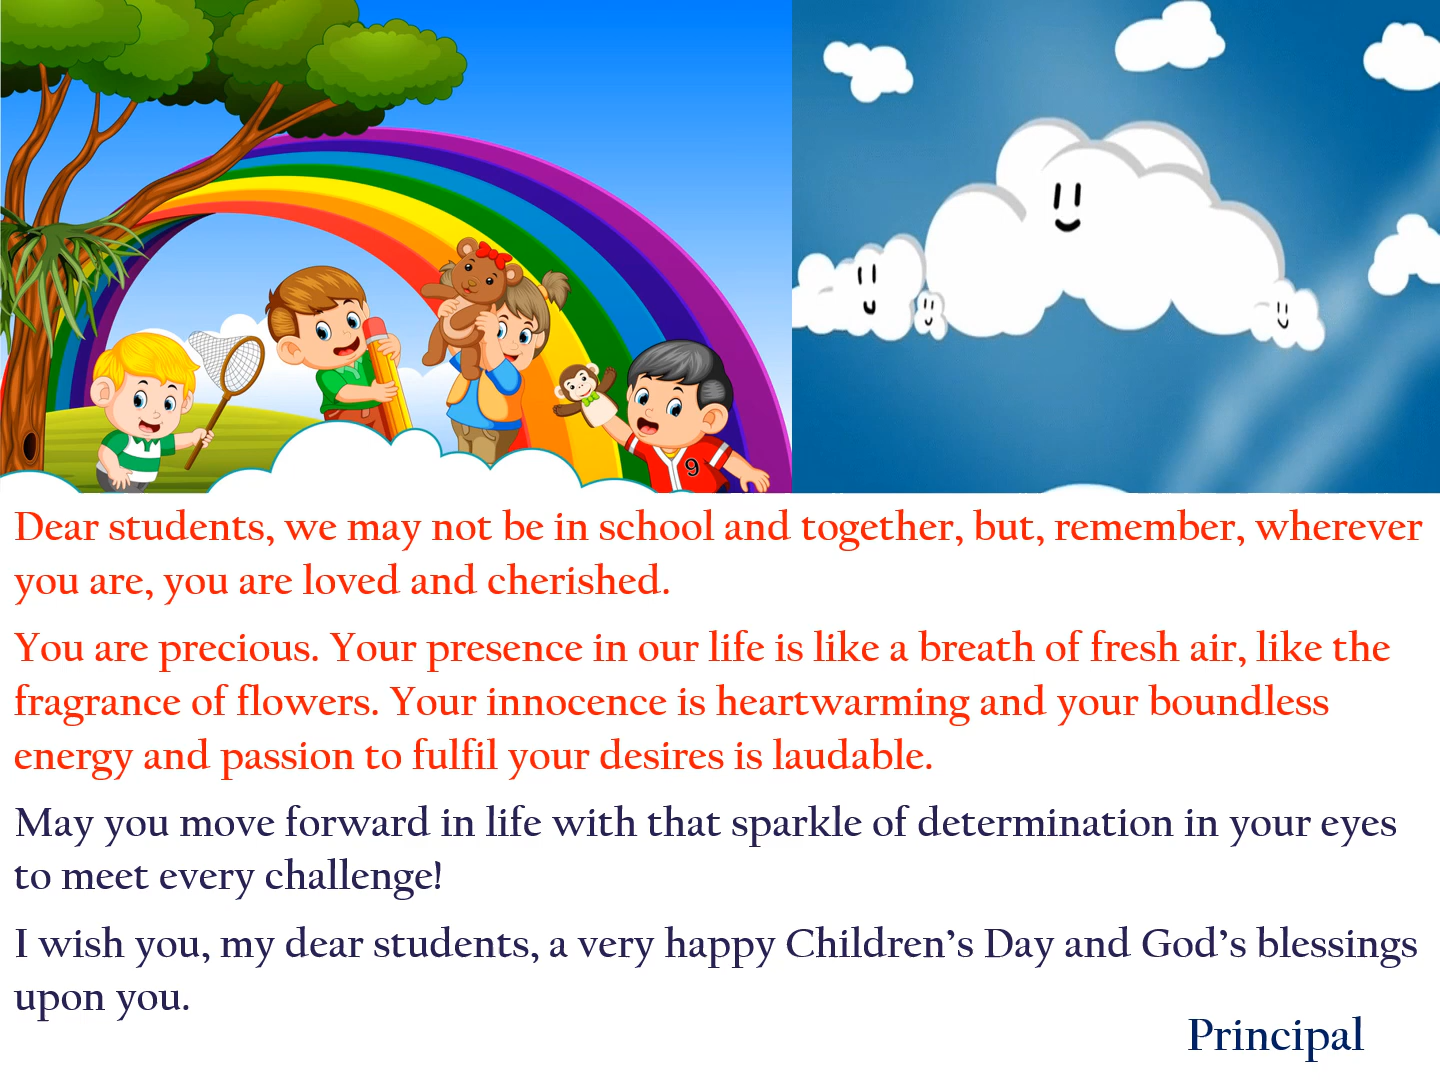 9
Dear students, we may not be in school and together, but, remember, wherever
you are, you are loved and cherished.
You are precious. Your presence in our life is like a breath of fresh air, like the
fragrance of flowers. Your innocence is heartwarming and your boundless
energy and passion to fulfil your desires is laudable.
May you move forward in life with that sparkle of determination in your eyes
to meet every challenge!
I wish you, my dear students, a very happy Children’s Day and God’s blessings
upon you.
Principal